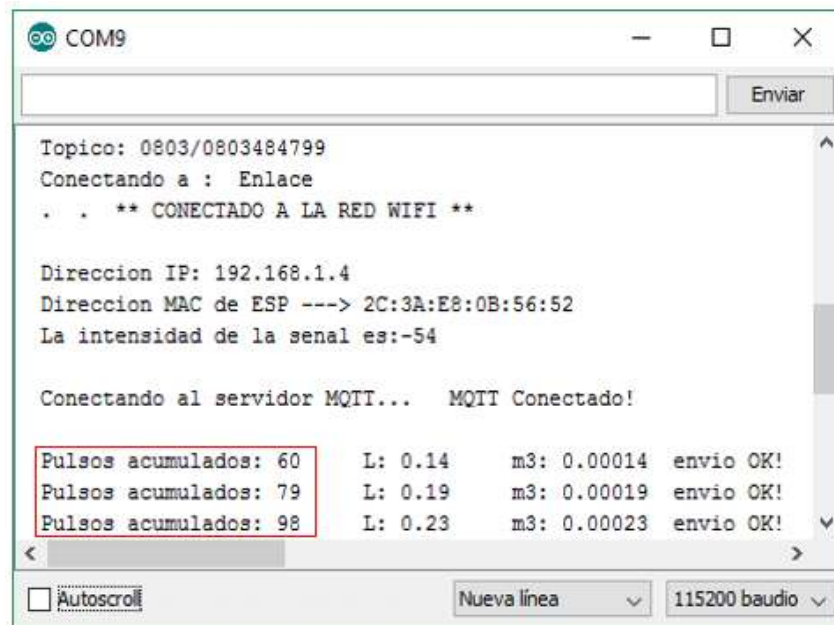 COM9
Enviar
Topico: 0803/0803484799
Conectando a :  Enlace
.  .  ** CONECTADO A LA RED WIFI **
Direccion IP: 192.168.1.4
Direccion MAC de ESP ---> 2C:3A:E8:0B:56:52
La intensidad de la senal es:-54
Conectando al servidor MQTT...   MQTT Conectado!
Pulsos acumulados: 60     L: 0.14     m3: 0.00014  envio OK!
Pulsos acumulados: 79     L: 0.19     m3: 0.00019  envio OK!
Pulsos acumulados: 98     L: 0.23     m3: 0.00023  envio OK!
Autoscroll   Nueva línea   115200 baudio